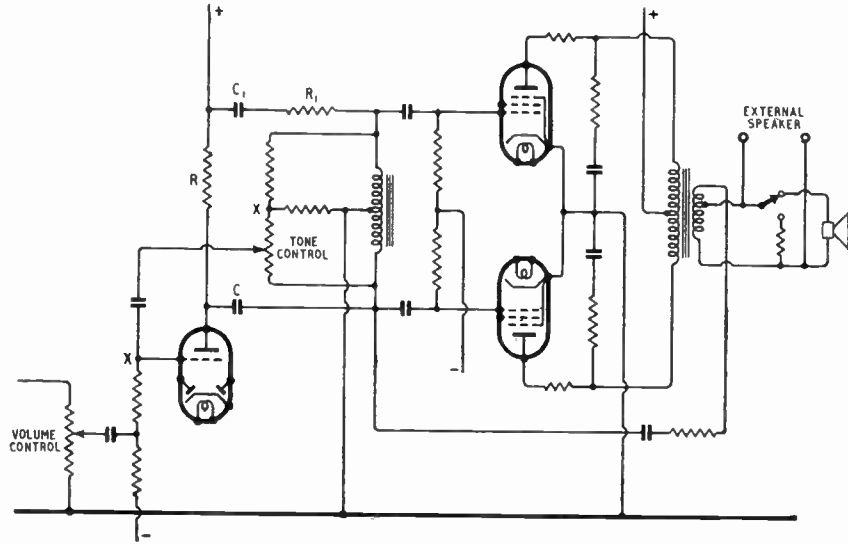 +
+
C₁
R₁
EXTERNAL
SPEAKER
R
X
TONE
CONTROL
C
X
-
VOLUME
CONTROL
-